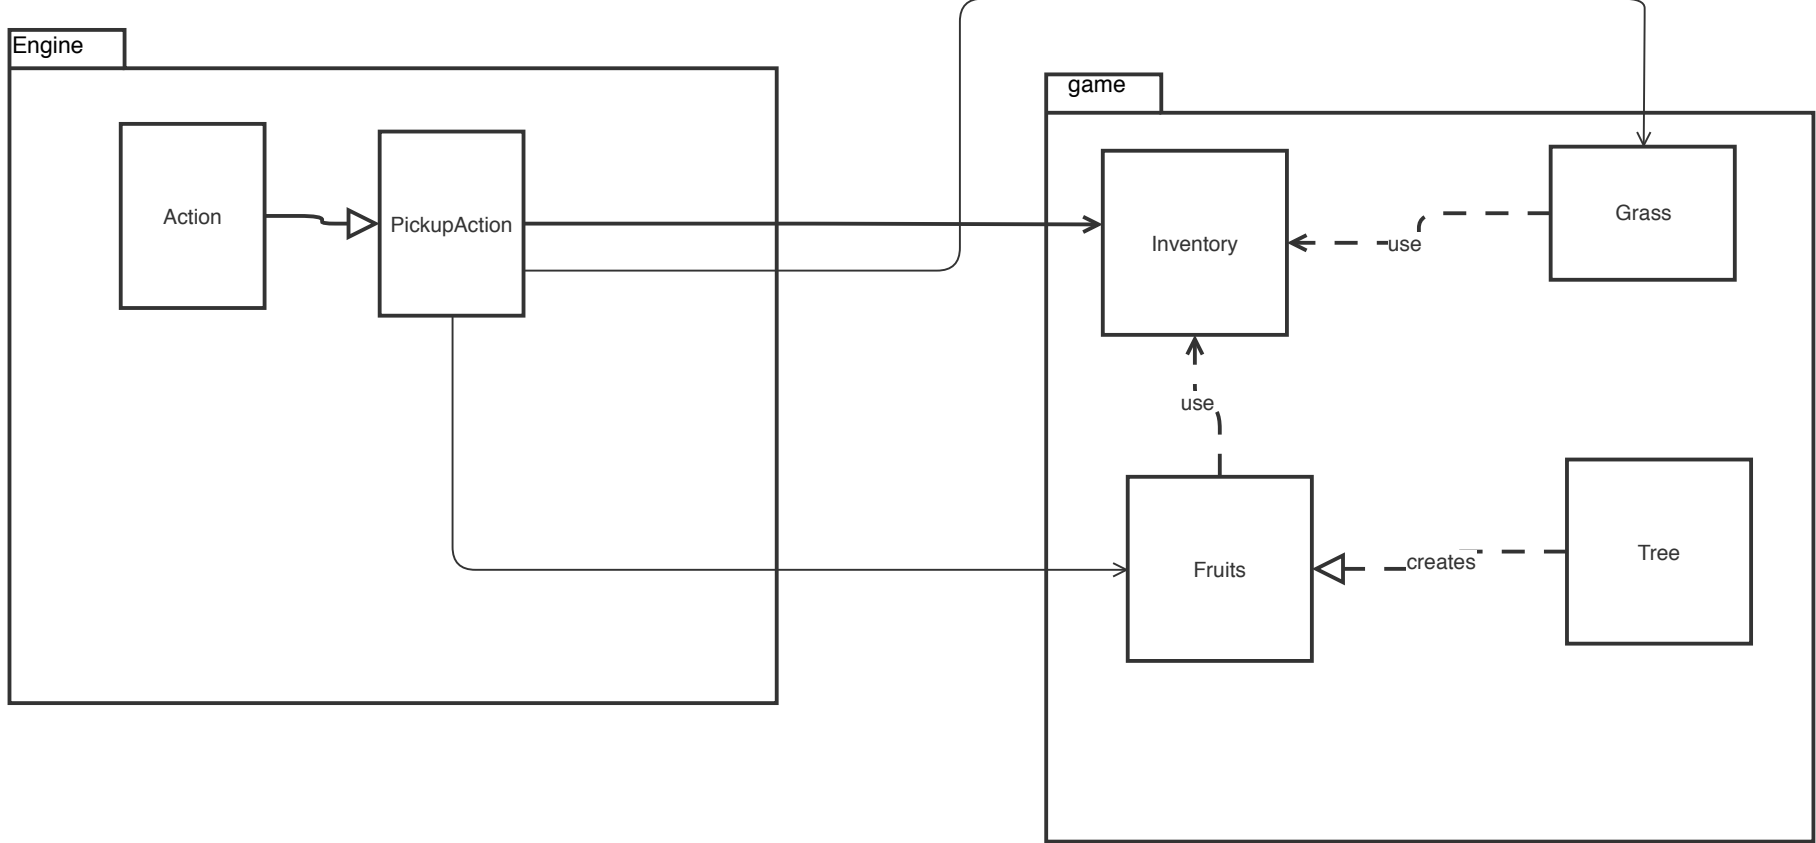 Engine
game
Action
PickupAction
Inventory
use
Grass
use
Fruits
creates
Tree